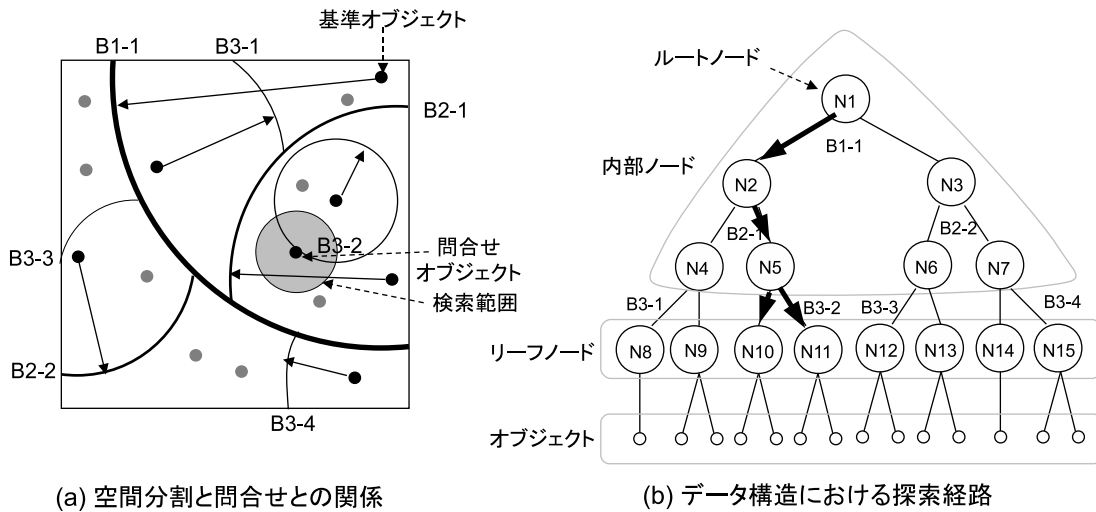 基準オブジェクト
B1-1
B3-1
B2-1
B3-2
問合せ
オブジェクト
検索範囲
B3-3
B2-2
B3-4
(a) 空間分割と問合せとの関係
ルートノード
N1
B1-1
内部ノード
N2
N3
B2-1
B2-2
N4
N5
N6
N7
B3-1
B3-2
B3-3
B3-4
リーフノード
N8
N9
N10
N11
N12
N13
N14
N15
オブジェクト
(b) データ構造における探索経路